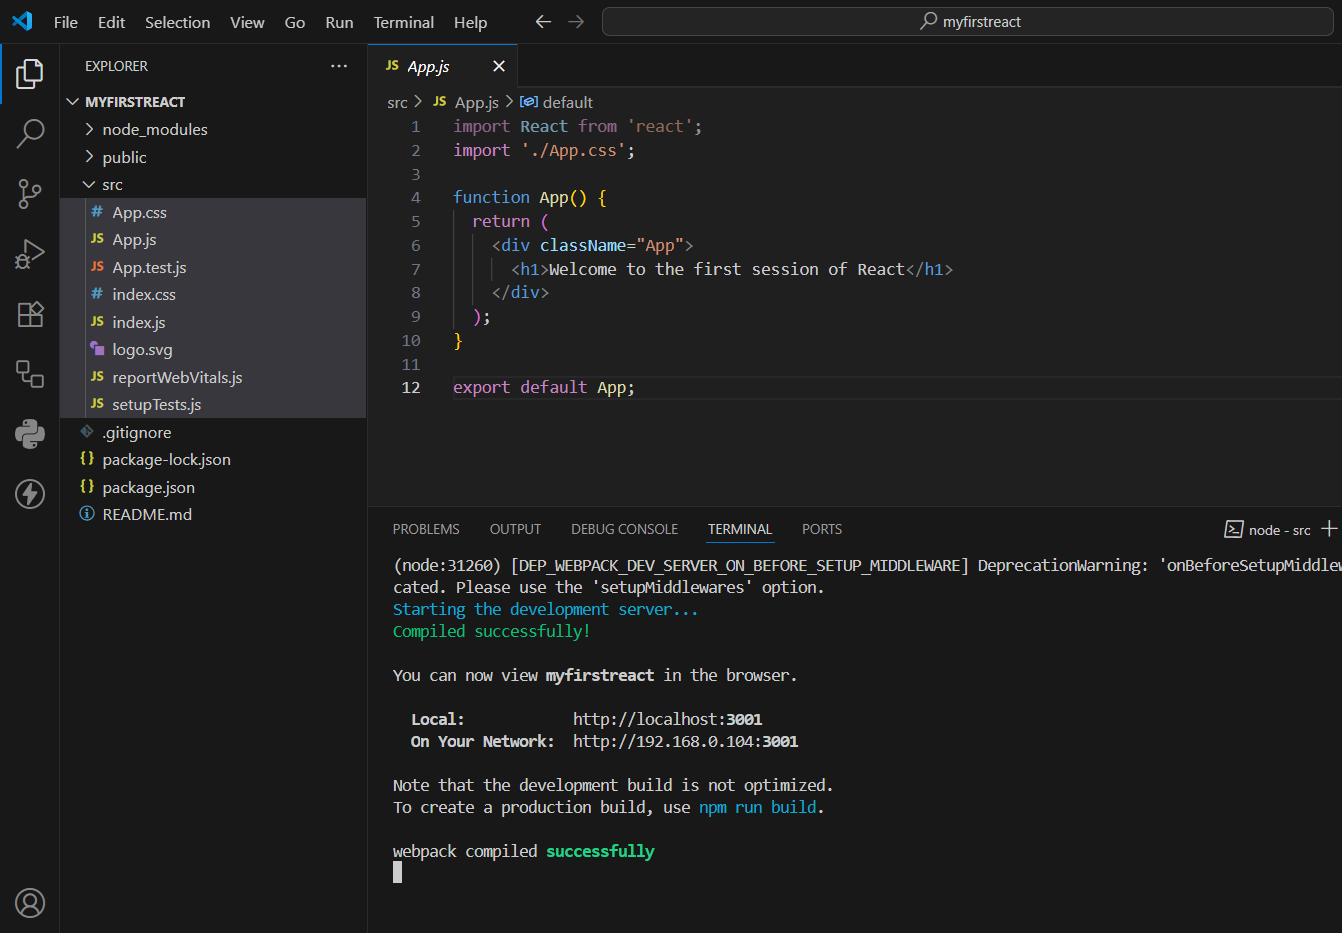 File Edit Selection View Go Run Terminal Help myfirstreact
EXPLORER
MYFIRSTREACT
node_modules
public
src
# App.css
JS App.js
JS App.test.js
# index.css
JS index.js
logo.svg
JS reportWebVitals.js
JS setupTests.js
.gitignore
{} package-lock.json
{} package.json
README.md
JS App.js
src > JS App.js > default
1 import React from 'react';
2 import './App.css';
3
4 function App() {
5 return (
6 <div className="App">
7 <h1>Welcome to the first session of React</h1>
8 </div>
9 );
10 }
11
12 export default App;
PROBLEMS OUTPUT DEBUG CONSOLE TERMINAL PORTS node - src
(node:31260) [DEP_WEBPACK_DEV_SERVER_ON_BEFORE_SETUP_MIDDLEWARE] DeprecationWarning: 'onBeforeSetupMiddlew
cated. Please use the 'setupMiddlewares' option.
Starting the development server...
Compiled successfully!
You can now view myfirstreact in the browser.
Local: http://localhost:3001
On Your Network: http://192.168.0.104:3001
Note that the development build is not optimized.
To create a production build, use npm run build.
webpack compiled successfully